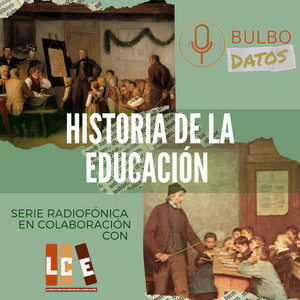 BULBO
DATOS
HISTORIA DE LA
EDUCACIÓN
SERIE RADIOFÓNICA
EN COLABORACIÓN
CON
LCE